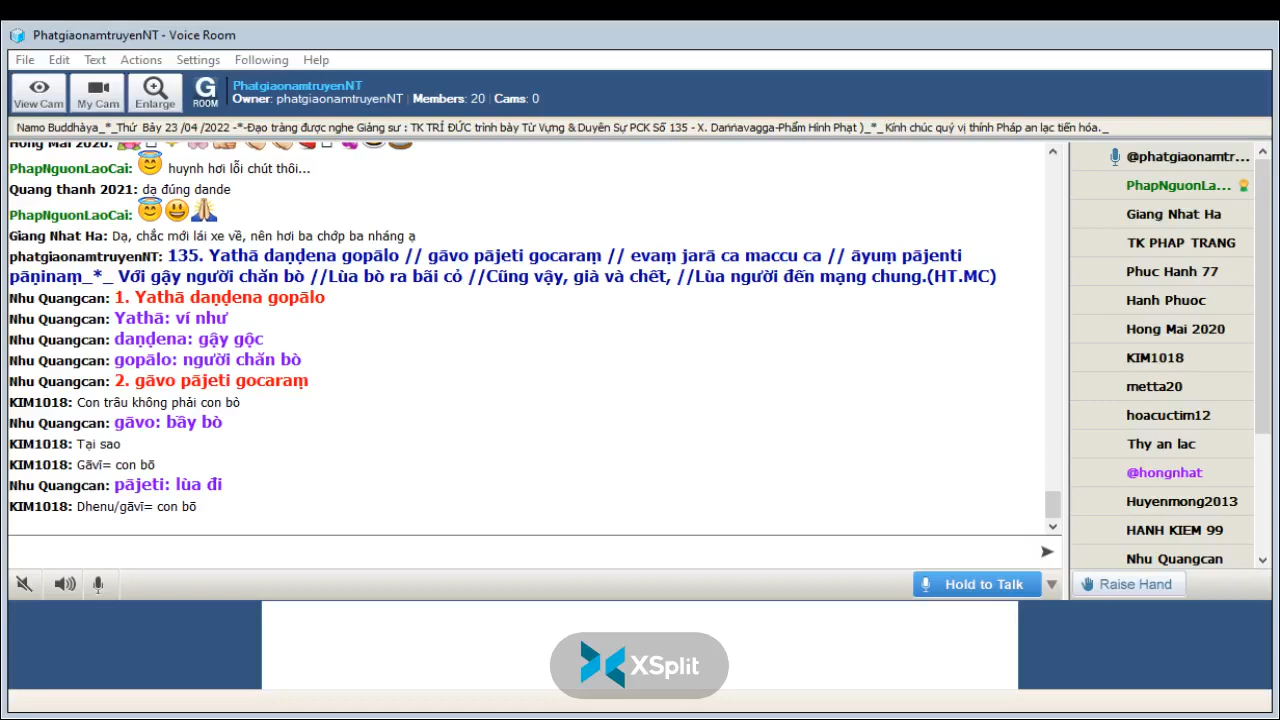 PhatgiaonamtruyenNT - Voice Room
File Edit Text Actions Settings Following Help
View Cam
My Cam
Enlarge
G
ROOM
PhatgiaonamtruyenNT
Owner: phatgiaonamtruyenNT | Members: 20 | Cams: 0
Namo Buddhàya_*_Thứ Bảy 23 /04 /2022 -*-Đạo tràng được nghe Giảng sư : TK TRÍ ĐỨC trình bày Từ Vựng & Duyên Sự PCK Số 135 - X. Daṇṇavagga-Phẩm Hình Phạt )_*_ Kính chúc quý vị thính Pháp an lạc tiến hóa._
Hong Mai 2020:
PhapNguonLaoCai: huynh hơi lỗi chút thôi...
Quang thanh 2021: dạ đúng dande
PhapNguonLaoCai:
Giang Nhat Ha: Dạ, chắc mới lái xe về, nên hơi ba chớp ba nháng ạ
phatgiaonamtruyenNT: 135. Yathā daṇḍena gopālo // gāvo pājeti gocaraṃ // evaṃ jarā ca maccu ca // āyuṃ pājenti
pāṇinaṃ_*_ Với gậy người chăn bò //Lùa bò ra bãi cỏ //Cũng vậy, già và chết, //Lùa người đến mạng chung.(HT.MC)
Nhu Quangcan: 1. Yathā daṇḍena gopālo
Nhu Quangcan: Yathā: ví như
Nhu Quangcan: daṇḍena: gậy gộc
Nhu Quangcan: gopālo: người chăn bò
Nhu Quangcan: 2. gāvo pājeti gocaraṃ
KIM1018: Con trâu không phải con bò
Nhu Quangcan: gāvo: bầy bò
KIM1018: Tại sao
KIM1018: Gāvī= con bõ
Nhu Quangcan: pājeti: lùa đi
KIM1018: Dhenu/gāvī= con bõ
@phatgiaonamtr...
PhapNguonLa...
Giang Nhat Ha
TK PHAP TRANG
Phuc Hanh 77
Hanh Phuoc
Hong Mai 2020
KIM1018
metta20
hoacuctim12
Thy an lac
@hongnhat
Huyenmong2013
HANH KIEM 99
Nhu Quangcan
Hold to Talk
Raise Hand
XSplit